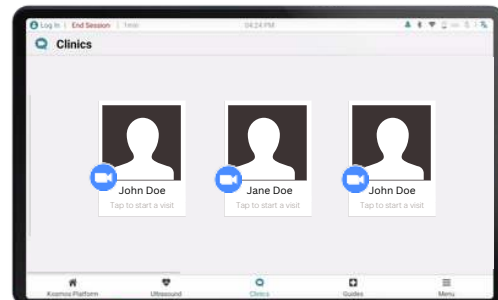 Log In | End Session | 1min 04:24 PM
Clinics
John Doe Jane Doe John Doe
Tap to start a visit Tap to start a visit Tap to start a visit
Kosmos Platform Ultrasound Clinics Guides Menu